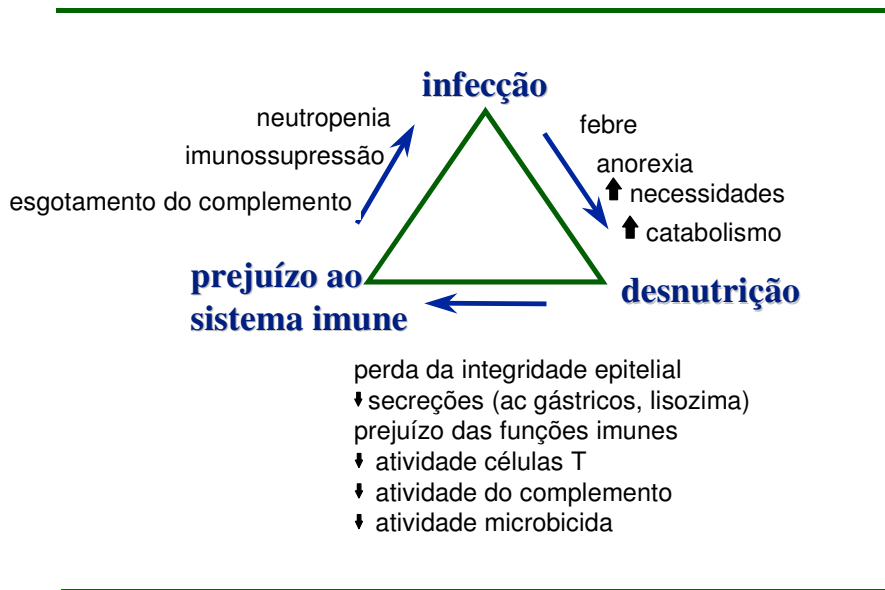 infecção
neutropenia
imunossupressão
esgotamento do complemento
febre
anorexia
⬆ necessidades
⬆ catabolismo
prejuízo ao
sistema imune
desnutrição
perda da integridade epitelial
⬇ secreções (ac gástricos, lisozima)
prejuízo das funções imunes
⬇ atividade células T
⬇ atividade do complemento
⬇ atividade microbicida